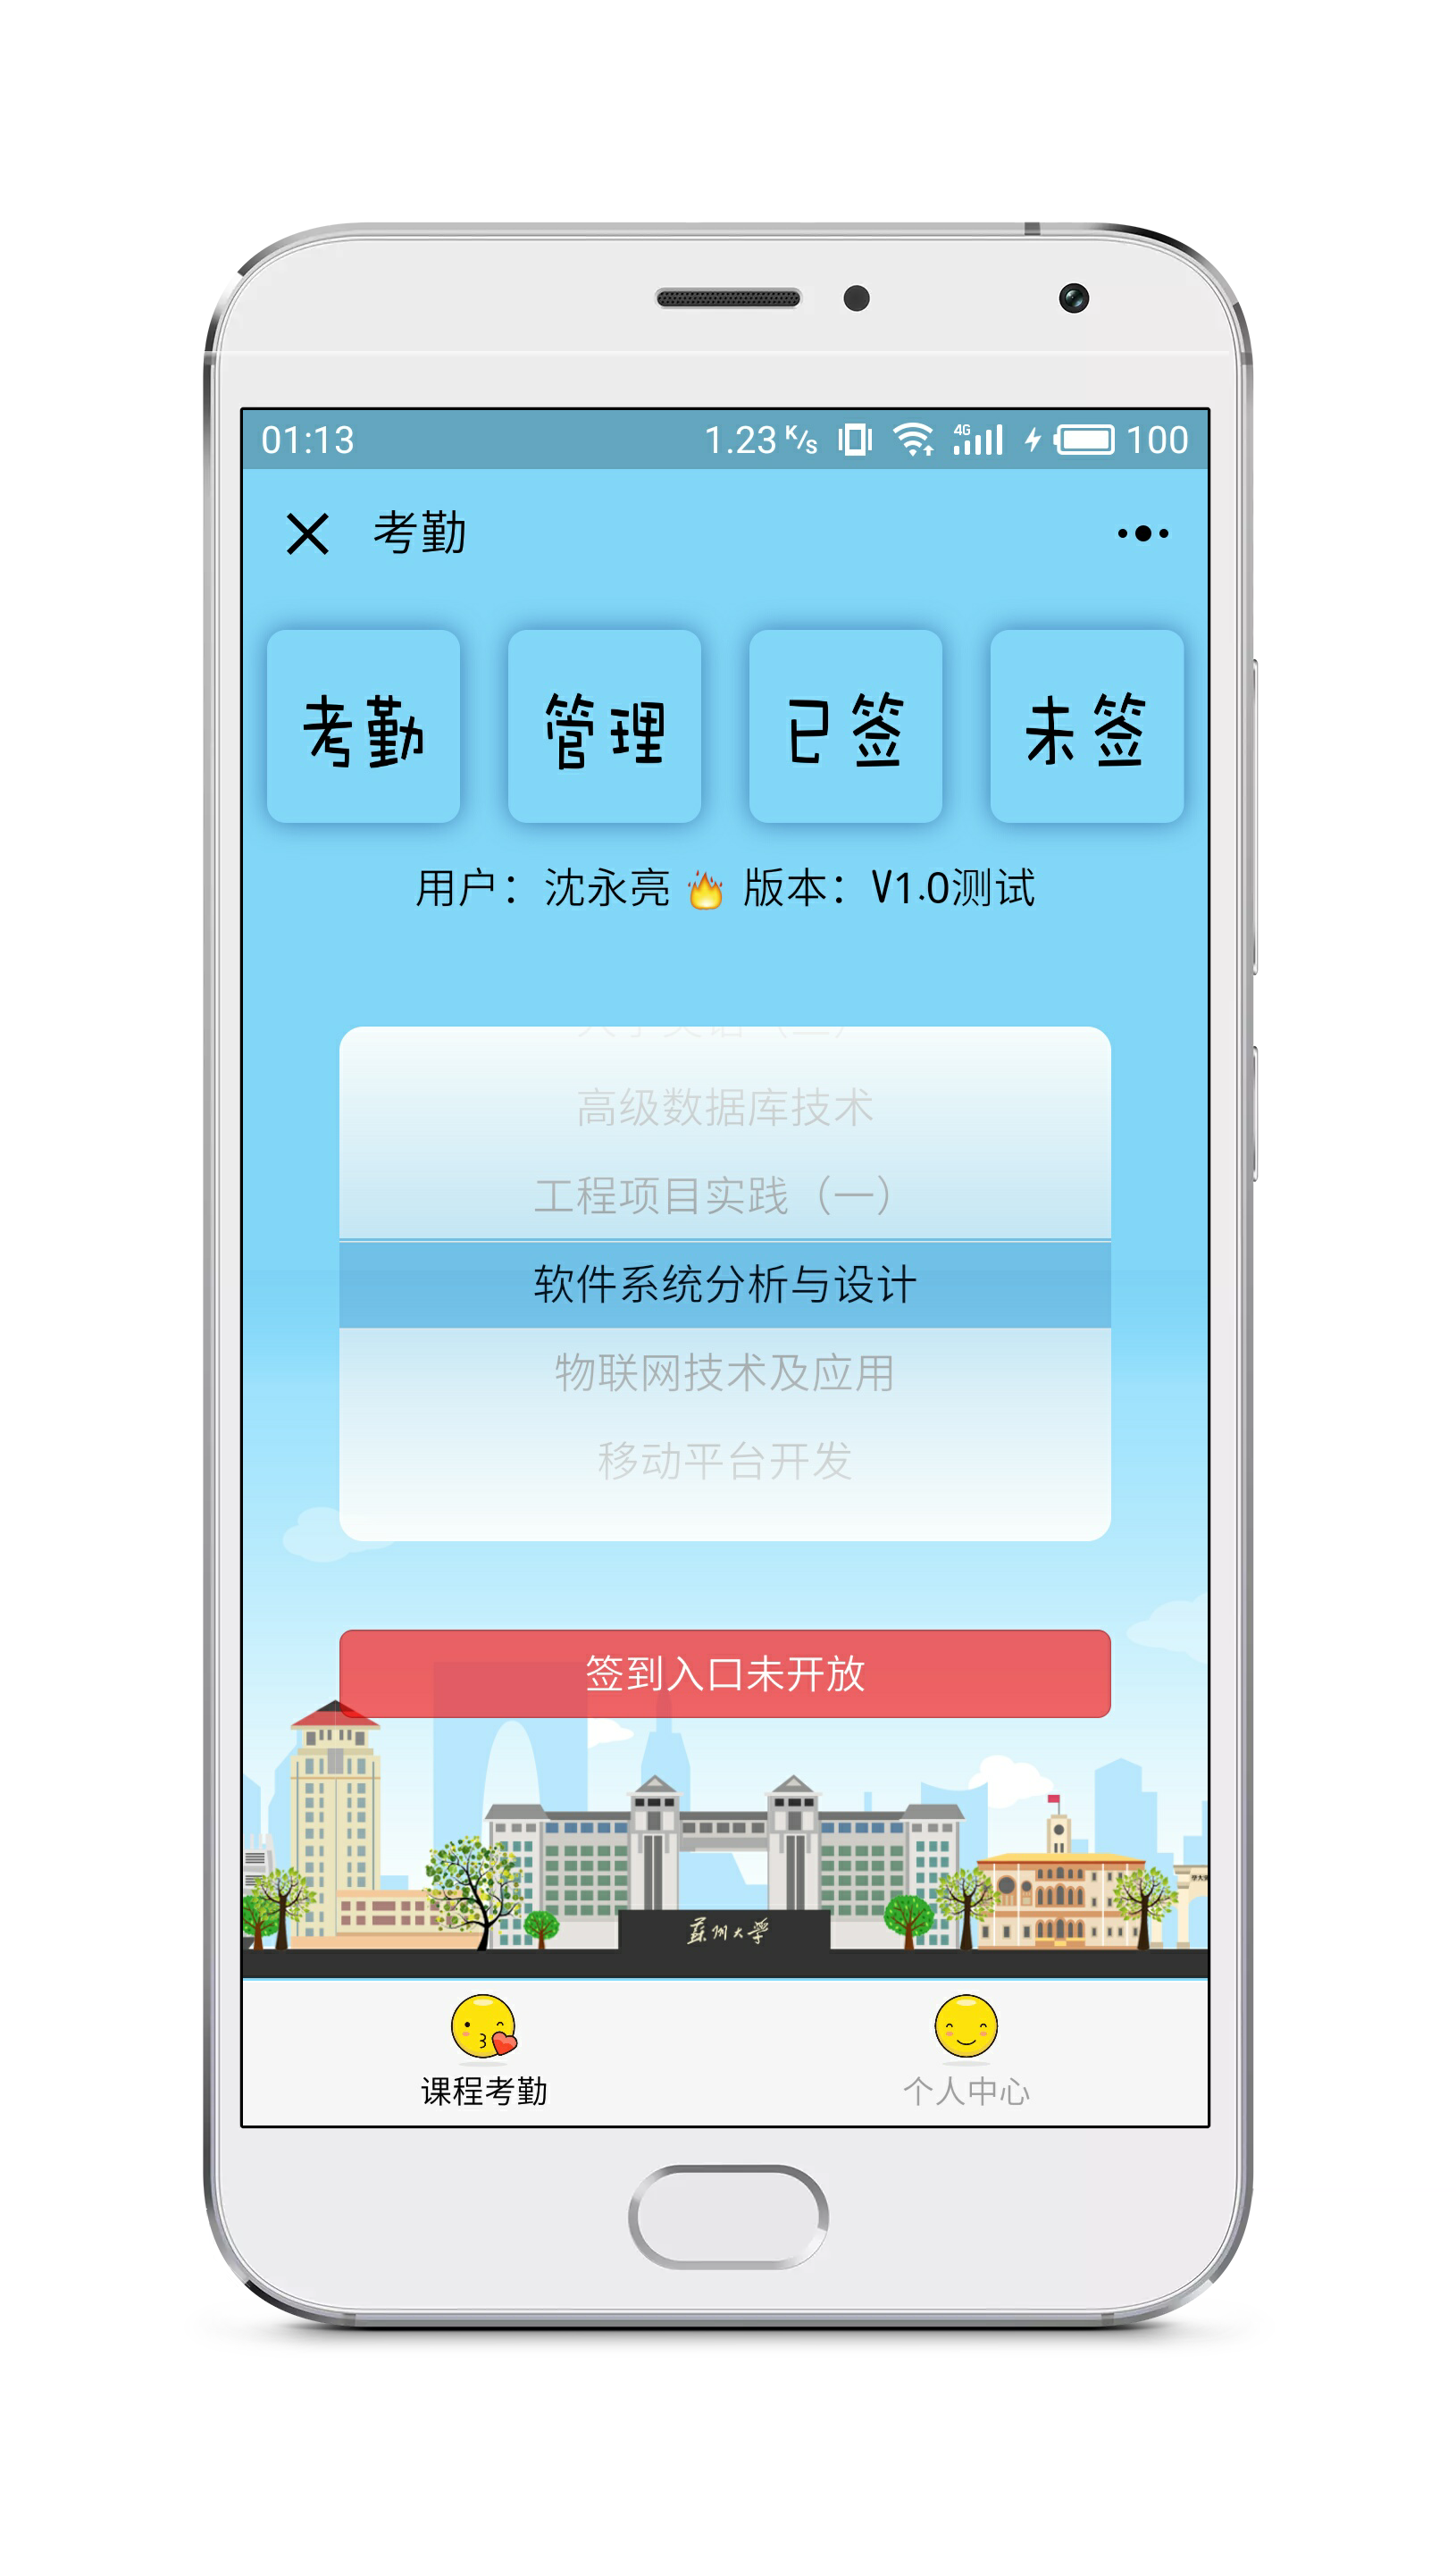 01:13 1.23 K/s 4G 100
考勤
考勤 管理 已签 未签
用户：沈永亮 🔥 版本：V1.0测试
高级数据库技术
工程项目实践（一）
软件系统分析与设计
物联网技术及应用
移动平台开发
签到入口未开放
蘇州大學
课程考勤 个人中心